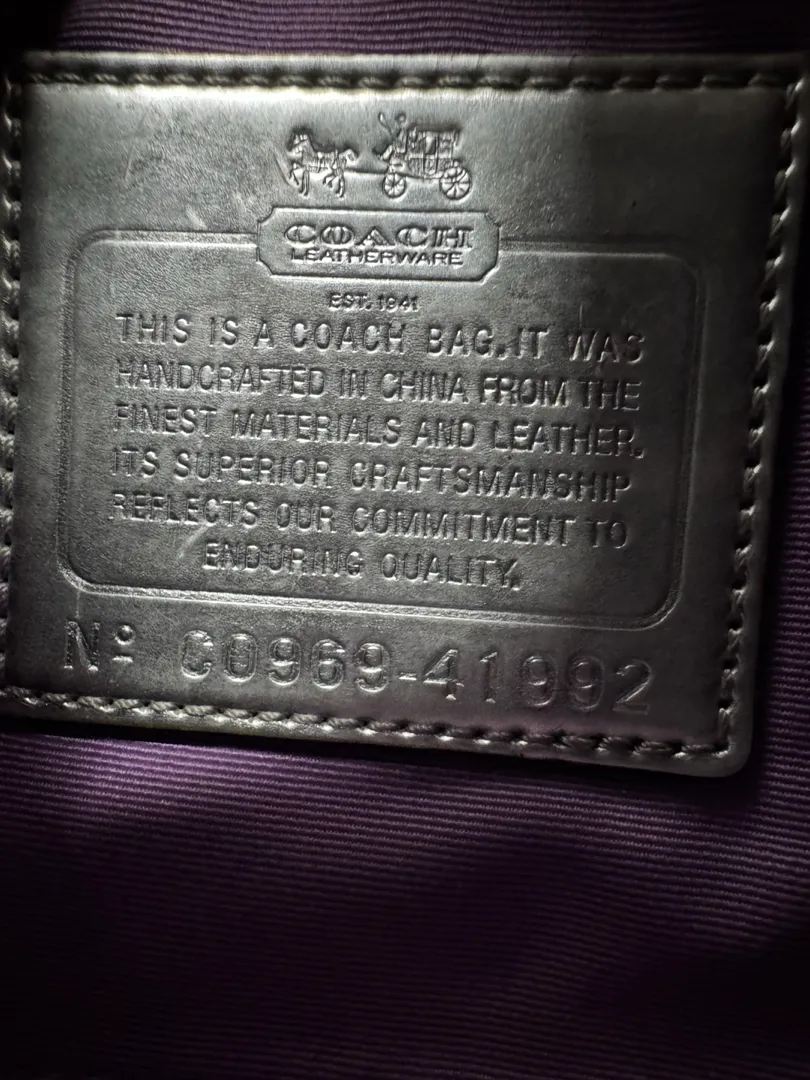 COACH
LEATHERWARE
EST. 1941
THIS IS A COACH BAG. IT WAS
HANDCRAFTED IN CHINA FROM THE
FINEST MATERIALS AND LEATHER.
ITS SUPERIOR CRAFTSMANSHIP
REFLECTS OUR COMMITMENT TO
ENDURING QUALITY.
Nº C0969-41992